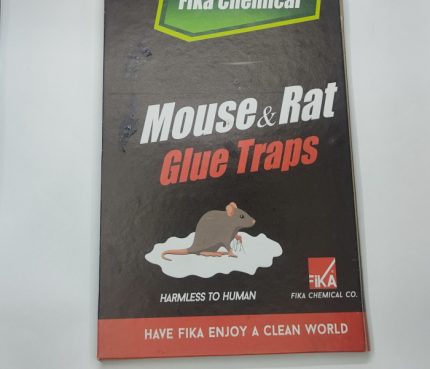 Fika Chemical
Mouse & Rat
Glue Traps
HARMLESS TO HUMAN
FiKA
FIKA CHEMICAL CO.
HAVE FIKA ENJOY A CLEAN WORLD